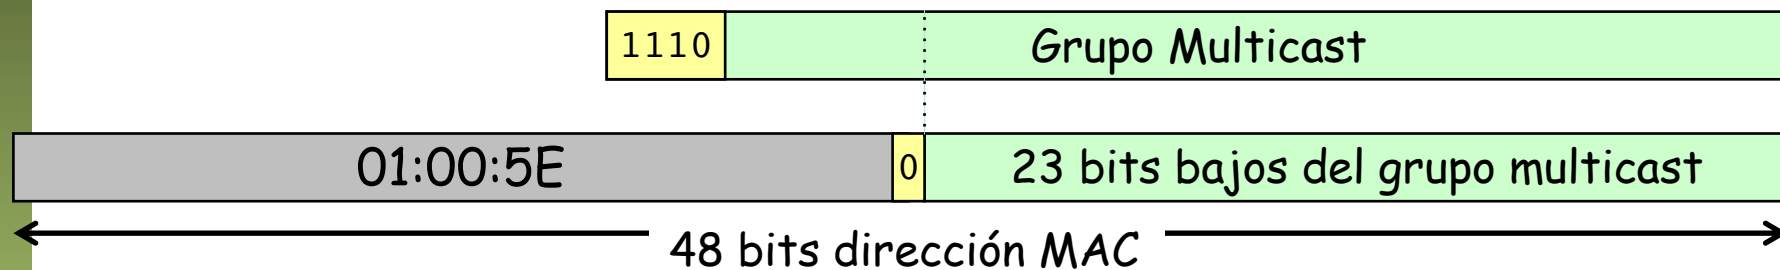 1110 Grupo Multicast
01:00:5E 0 23 bits bajos del grupo multicast
48 bits dirección MAC